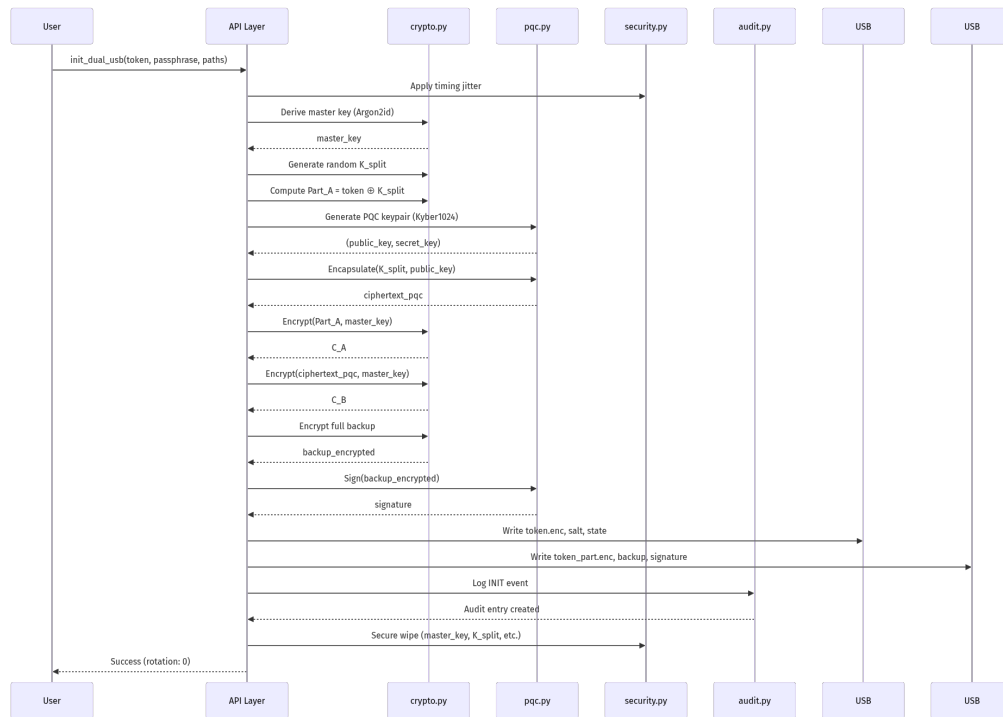 User
API Layer
crypto.py
pqc.py
security.py
audit.py
USB
USB
init_dual_usb(token, passphrase, paths)
Apply timing jitter
Derive master key (Argon2id)
master_key
Generate random K_split
Compute Part_A = token ⊕ K_split
Generate PQC keypair (Kyber1024)
(public_key, secret_key)
Encapsulate(K_split, public_key)
ciphertext_pqc
Encrypt(Part_A, master_key)
C_A
Encrypt(ciphertext_pqc, master_key)
C_B
Encrypt full backup
backup_encrypted
Sign(backup_encrypted)
signature
Write token.enc, salt, state
Write token_part.enc, backup, signature
Log INIT event
Audit entry created
Secure wipe (master_key, K_split, etc.)
Success (rotation: 0)
User
API Layer
crypto.py
pqc.py
security.py
audit.py
USB
USB